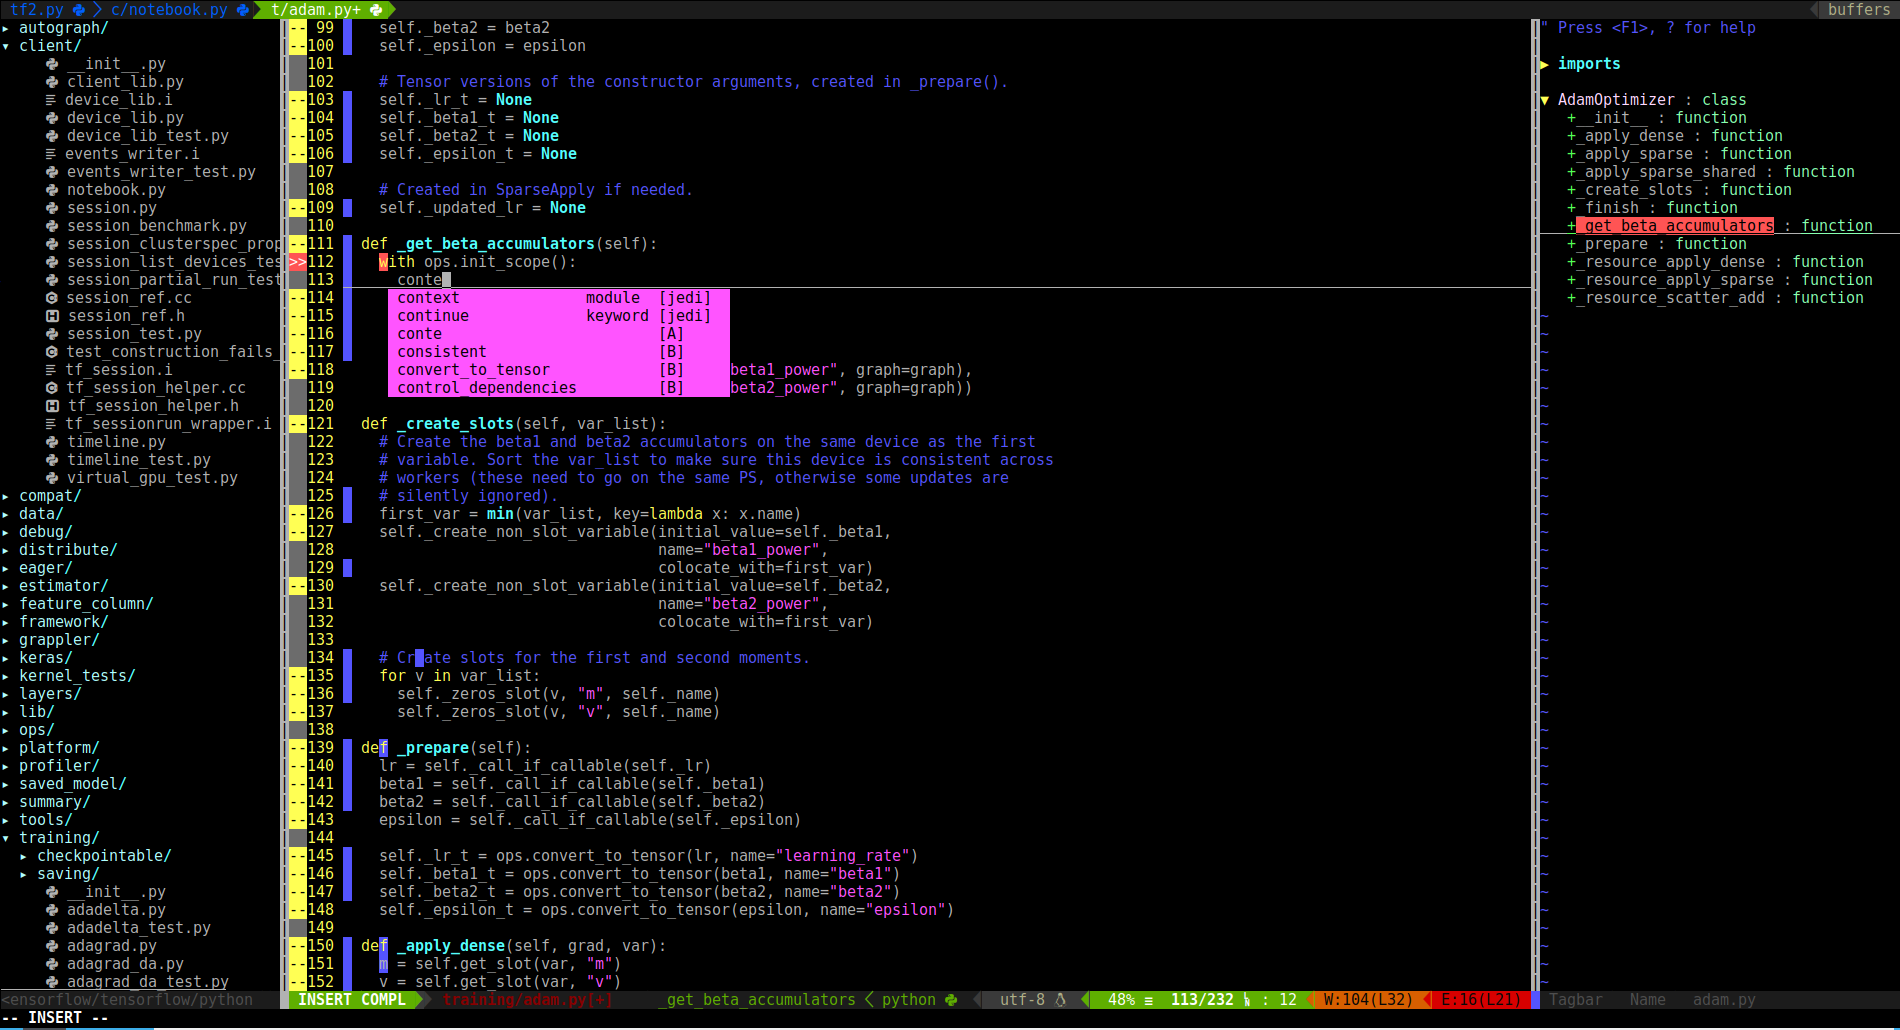 tf2.py c/notebook.py t/adam.py+ buffers
▸ autograph/
▾ client/
__init__.py
client_lib.py
device_lib.i
device_lib.py
device_lib_test.py
events_writer.i
events_writer_test.py
notebook.py
session.py
session_benchmark.py
session_clusterspec_prop
session_list_devices_tes
session_partial_run_test
session_ref.cc
session_ref.h
session_test.py
test_construction_fails_
tf_session.i
tf_session_helper.cc
tf_session_helper.h
tf_sessionrun_wrapper.i
timeline.py
timeline_test.py
virtual_gpu_test.py
▸ compat/
▸ data/
▸ debug/
▸ distribute/
▸ eager/
▸ estimator/
▸ feature_column/
▸ framework/
▸ grappler/
▸ keras/
▸ kernel_tests/
▸ layers/
▸ lib/
▸ ops/
▸ platform/
▸ profiler/
▸ saved_model/
▸ summary/
▸ tools/
▾ training/
▸ checkpointable/
▸ saving/
__init__.py
adadelta.py
adadelta_test.py
adagrad.py
adagrad_da.py
adagrad_da_test.py
<ensorflow/tensorflow/python
-- 99 self._beta2 = beta2
--100 self._epsilon = epsilon
101
102 # Tensor versions of the constructor arguments, created in _prepare().
--103 self._lr_t = None
--104 self._beta1_t = None
--105 self._beta2_t = None
--106 self._epsilon_t = None
107
108 # Created in SparseApply if needed.
--109 self._updated_lr = None
110
--111 def _get_beta_accumulators(self):
>>112 with ops.init_scope():
113 conte
--114 context module [jedi]
--115 continue keyword [jedi]
--116 conte [A]
--117 consistent [B]
--118 convert_to_tensor [B] beta1_power", graph=graph),
119 control_dependencies [B] beta2_power", graph=graph))
120
--121 def _create_slots(self, var_list):
122 # Create the beta1 and beta2 accumulators on the same device as the first
123 # variable. Sort the var_list to make sure this device is consistent across
124 # workers (these need to go on the same PS, otherwise some updates are
125 # silently ignored).
--126 first_var = min(var_list, key=lambda x: x.name)
--127 self._create_non_slot_variable(initial_value=self._beta1,
128 name="beta1_power",
129 colocate_with=first_var)
--130 self._create_non_slot_variable(initial_value=self._beta2,
131 name="beta2_power",
132 colocate_with=first_var)
133
134 # Create slots for the first and second moments.
--135 for v in var_list:
--136 self._zeros_slot(v, "m", self._name)
--137 self._zeros_slot(v, "v", self._name)
138
--139 def _prepare(self):
--140 lr = self._call_if_callable(self._lr)
--141 beta1 = self._call_if_callable(self._beta1)
--142 beta2 = self._call_if_callable(self._beta2)
--143 epsilon = self._call_if_callable(self._epsilon)
144
--145 self._lr_t = ops.convert_to_tensor(lr, name="learning_rate")
--146 self._beta1_t = ops.convert_to_tensor(beta1, name="beta1")
--147 self._beta2_t = ops.convert_to_tensor(beta2, name="beta2")
--148 self._epsilon_t = ops.convert_to_tensor(epsilon, name="epsilon")
149
--150 def _apply_dense(self, grad, var):
--151 m = self.get_slot(var, "m")
--152 v = self.get_slot(var, "v")
INSERT COMPL training/adam.py[+] _get_beta_accumulators < python utf-8 48% ≡ 113/232 : 12 W:104(L32) E:16(L21)
" Press <F1>, ? for help
▶ imports
▼ AdamOptimizer : class
+__init__ : function
+_apply_dense : function
+_apply_sparse : function
+_apply_sparse_shared : function
+_create_slots : function
+_finish : function
+_get_beta_accumulators : function
+_prepare : function
+_resource_apply_dense : function
+_resource_apply_sparse : function
+_resource_scatter_add : function
Tagbar Name adam.py
-- INSERT --